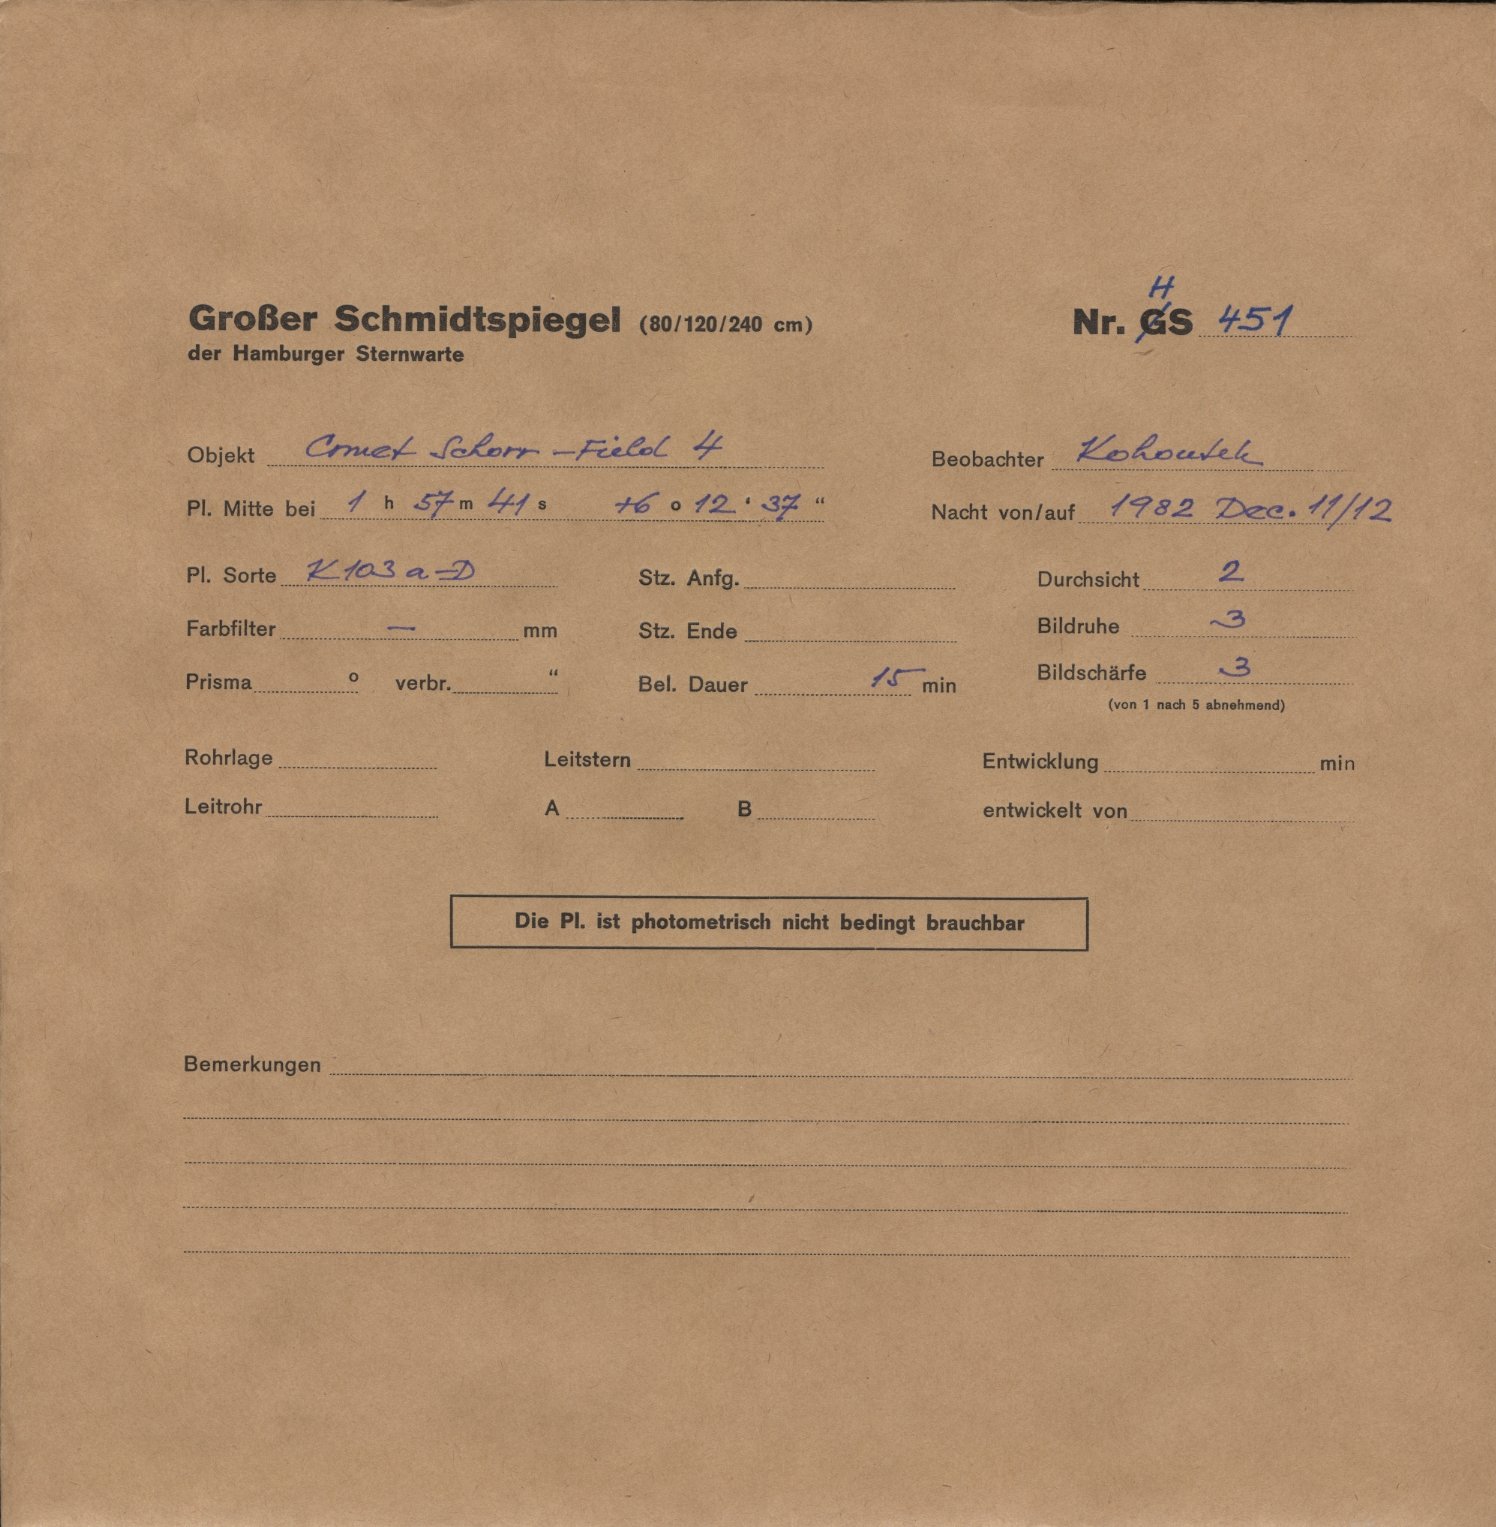 Großer Schmidtspiegel (80/120/240 cm) Nr. GS H 451
der Hamburger Sternwarte
Objekt Comet Schorr – Field 4 Beobachter Kohoutek
Pl. Mitte bei 1 h 57 m 41 s +6 o 12 ' 37 “ Nacht von/auf 1982 Dec. 11/12
Pl. Sorte K103a-D Stz. Anfg. Durchsicht 2
Farbfilter — mm Stz. Ende Bildruhe 3
Prisma o verbr. “ Bel. Dauer 15 min Bildschärfe 3
(von 1 nach 5 abnehmend)
Rohrlage Leitstern Entwicklung min
Leitrohr A B entwickelt von
Die Pl. ist photometrisch nicht bedingt brauchbar
Bemerkungen